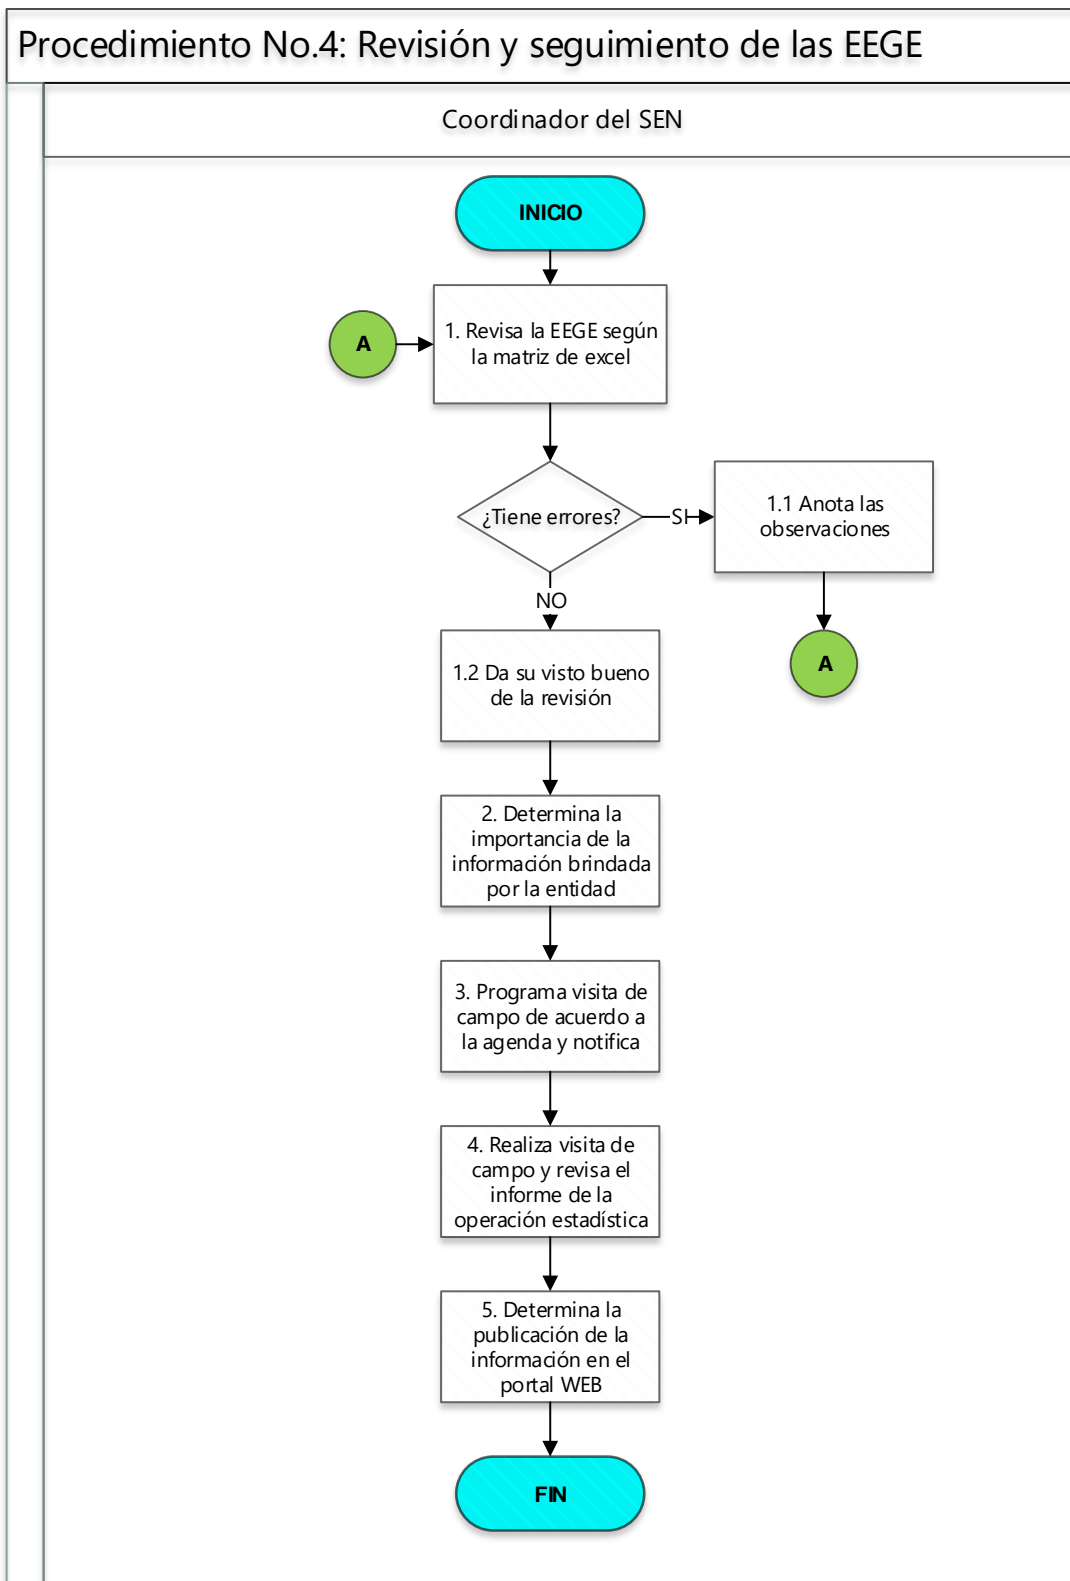 Procedimiento No.4: Revisión y seguimiento de las EEGE
Coordinador del SEN
INICIO
A
1. Revisa la EEGE según
la matriz de excel
¿Tiene errores?
SI
1.1 Anota las
observaciones
A
NO
1.2 Da su visto bueno
de la revisión
2. Determina la
importancia de la
información brindada
por la entidad
3. Programa visita de
campo de acuerdo a
la agenda y notifica
4. Realiza visita de
campo y revisa el
informe de la
operación estadística
5. Determina la
publicación de la
información en el
portal WEB
FIN